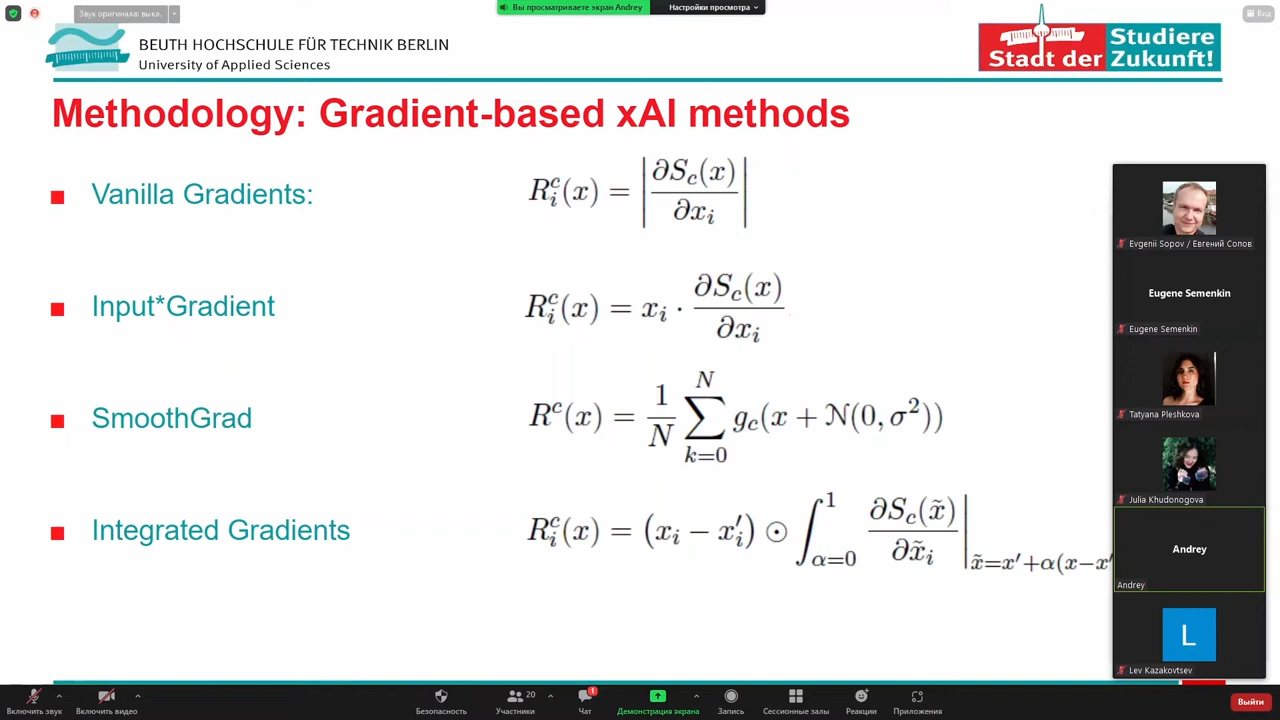 Звук оригинала: выкл.
Вы просматриваете экран Andrey
Настройки просмотра
Вид
BEUTH HOCHSCHULE FÜR TECHNIK BERLIN
University of Applied Sciences
Studiere
Stadt der Zukunft!
Methodology: Gradient-based xAI methods
Vanilla Gradients: R_i^c(x) = |∂S_c(x)/∂x_i|
Input*Gradient R_i^c(x) = x_i · ∂S_c(x)/∂x_i
SmoothGrad R^c(x) = 1/N ∑_{k=0}^{N} g_c(x + N(0, σ²))
Integrated Gradients R_i^c(x) = (x_i − x'_i) ⊙ ∫_{α=0}^{1} ∂S_c(x̃)/∂x̃_i |_{x̃=x'+α(x−x'
Evgenii Sopov / Евгений Сопов
Eugene Semenkin
Eugene Semenkin
Tatyana Pleshkova
Julia Khudonogova
Andrey
Andrey
L
Lev Kazakovtsev
Включить звук
Включить видео
Безопасность
20
Участники
1
Чат
Демонстрация экрана
Запись
Сессионные залы
Реакции
Приложения
Выйти